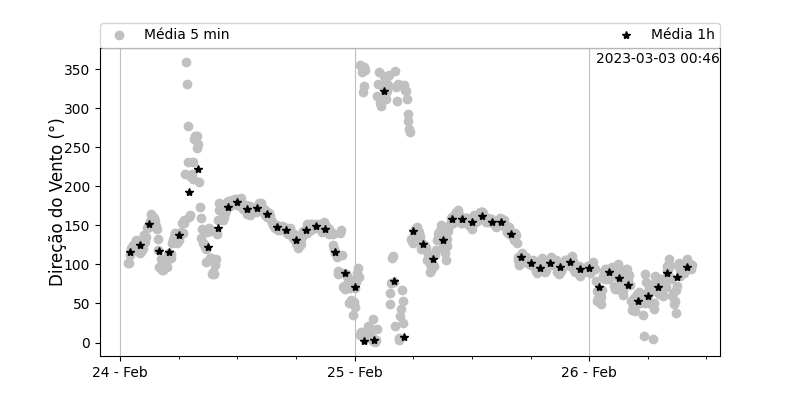 Média 5 min
Média 1h
2023-03-03 00:46
Direção do Vento (°)
350
300
250
200
150
100
50
0
24 - Feb
25 - Feb
26 - Feb